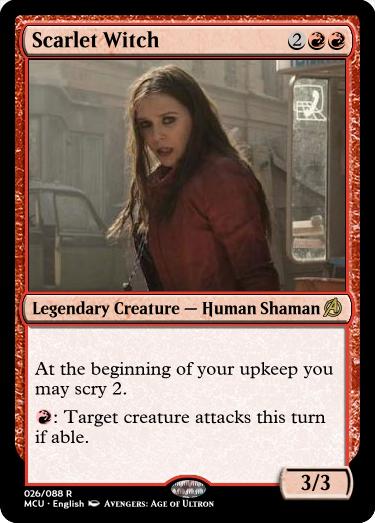 Scarlet Witch 2
Legendary Creature — Human Shaman
At the beginning of your upkeep you
may scry 2.
: Target creature attacks this turn
if able.
3/3
026/088 R
MCU • English Avengers: Age of Ultron